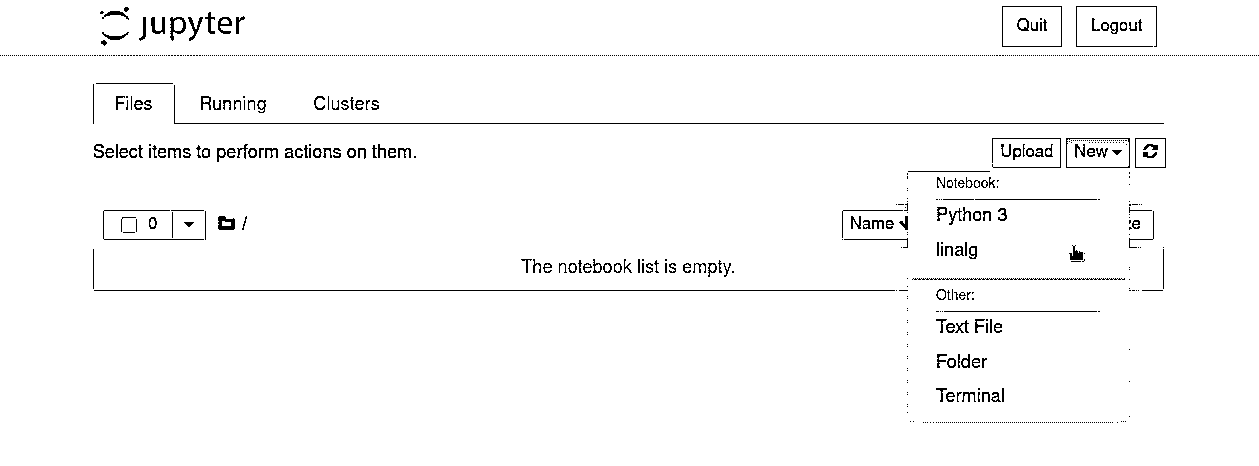 jupyter Quit Logout
Files Running Clusters
Select items to perform actions on them. Upload New
Notebook:
0 / Name Python 3
linalg
The notebook list is empty.
Other:
Text File
Folder
Terminal